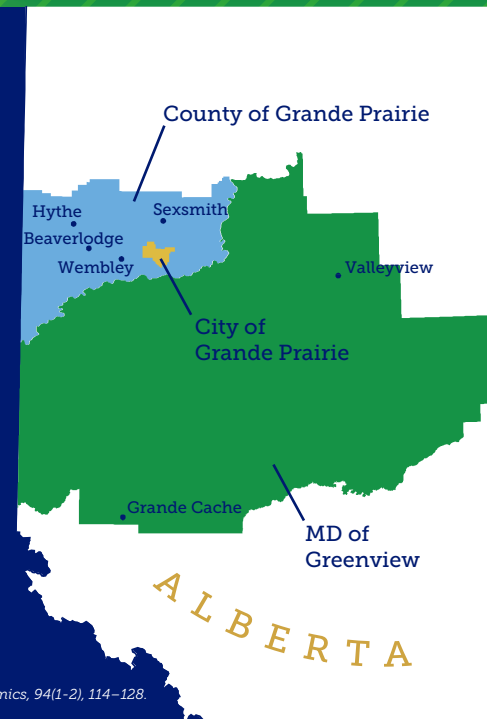 County of Grande Prairie
Hythe
Sexsmith
Beaverlodge
Wembley
Valleyview
City of
Grande Prairie
Grande Cache
MD of
Greenview
ALBERTA
mics, 94(1-2), 114–128.